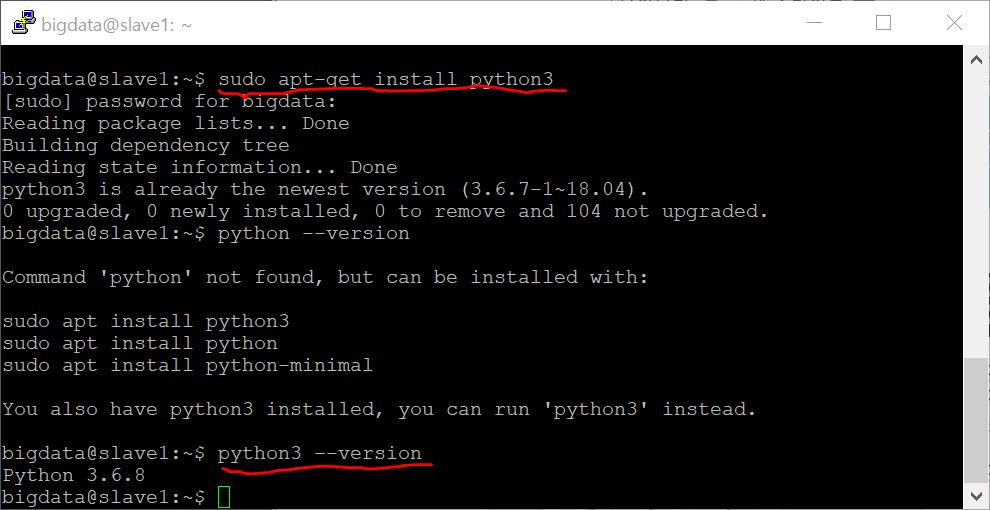 bigdata@slave1: ~
bigdata@slave1:~$ sudo apt-get install python3
[sudo] password for bigdata:
Reading package lists... Done
Building dependency tree
Reading state information... Done
python3 is already the newest version (3.6.7-1~18.04).
0 upgraded, 0 newly installed, 0 to remove and 104 not upgraded.
bigdata@slave1:~$ python --version
Command 'python' not found, but can be installed with:
sudo apt install python3
sudo apt install python
sudo apt install python-minimal
You also have python3 installed, you can run 'python3' instead.
bigdata@slave1:~$ python3 --version
Python 3.6.8
bigdata@slave1:~$